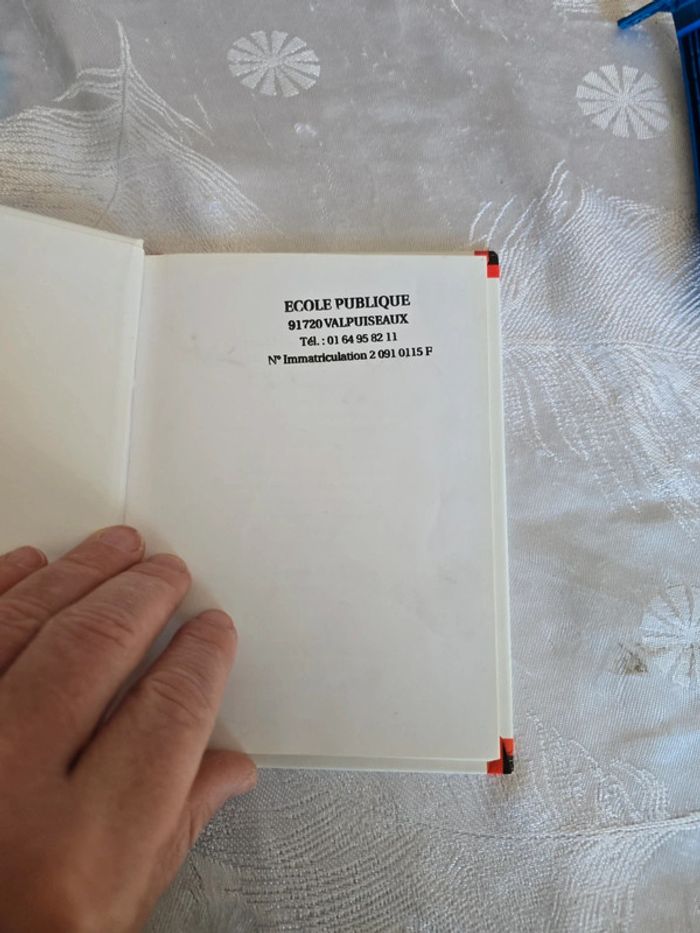 ECOLE PUBLIQUE
91720 VALPUISEAUX
Tél. : 01 64 95 82 11
N° Immatriculation 2 091 0115 F